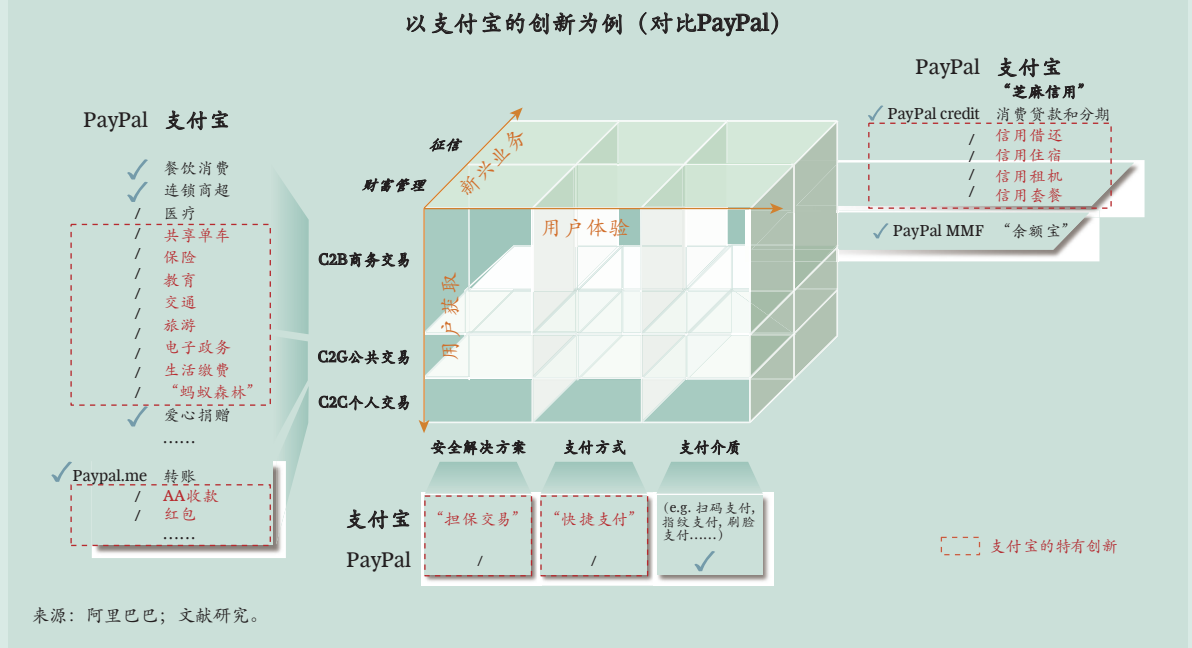 以支付宝的创新为例（对比PayPal）
PayPal 支付宝
✓ 餐饮消费
✓ 连锁商超
/ 医疗
/ 共享单车
/ 保险
/ 教育
/ 交通
/ 旅游
/ 电子政务
/ 生活缴费
/ “蚂蚁森林”
✓ 爱心捐赠
……
✓ Paypal.me 转账
/ AA收款
/ 红包
……
征信
财富管理
新兴业务
用户体验
用户获取
C2B商务交易
C2G公共交易
C2C个人交易
安全解决方案 支付方式 支付介质
支付宝 “担保交易” “快捷支付”
（e.g. 扫码支付,
指纹支付, 刷脸
支付……）
PayPal / / ✓
PayPal 支付宝
“芝麻信用”
✓ PayPal credit 消费贷款和分期
/ 信用借还
/ 信用住宿
/ 信用租机
/ 信用套餐
✓ PayPal MMF “余额宝”
支付宝的特有创新
来源：阿里巴巴；文献研究。